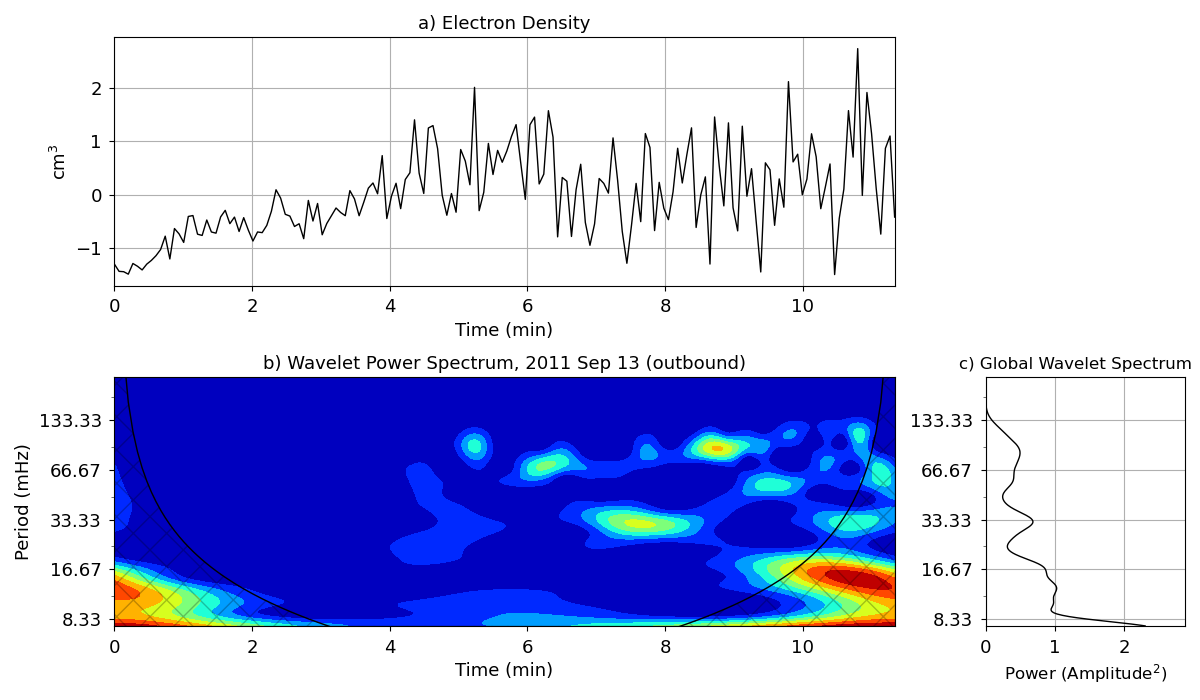 a) Electron Density
cm³
2
1
0
−1
0 2 4 6 8 10
Time (min)
b) Wavelet Power Spectrum, 2011 Sep 13 (outbound)
Period (mHz)
133.33
66.67
33.33
16.67
8.33
0 2 4 6 8 10
Time (min)
c) Global Wavelet Spectrum
133.33
66.67
33.33
16.67
8.33
0 1 2
Power (Amplitude²)